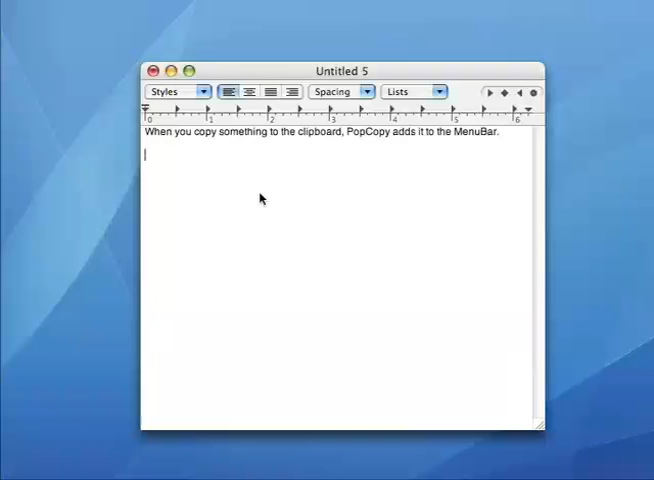 Untitled 5
Styles Spacing Lists
0 1 2 3 4 5 6
When you copy something to the clipboard, PopCopy adds it to the MenuBar.